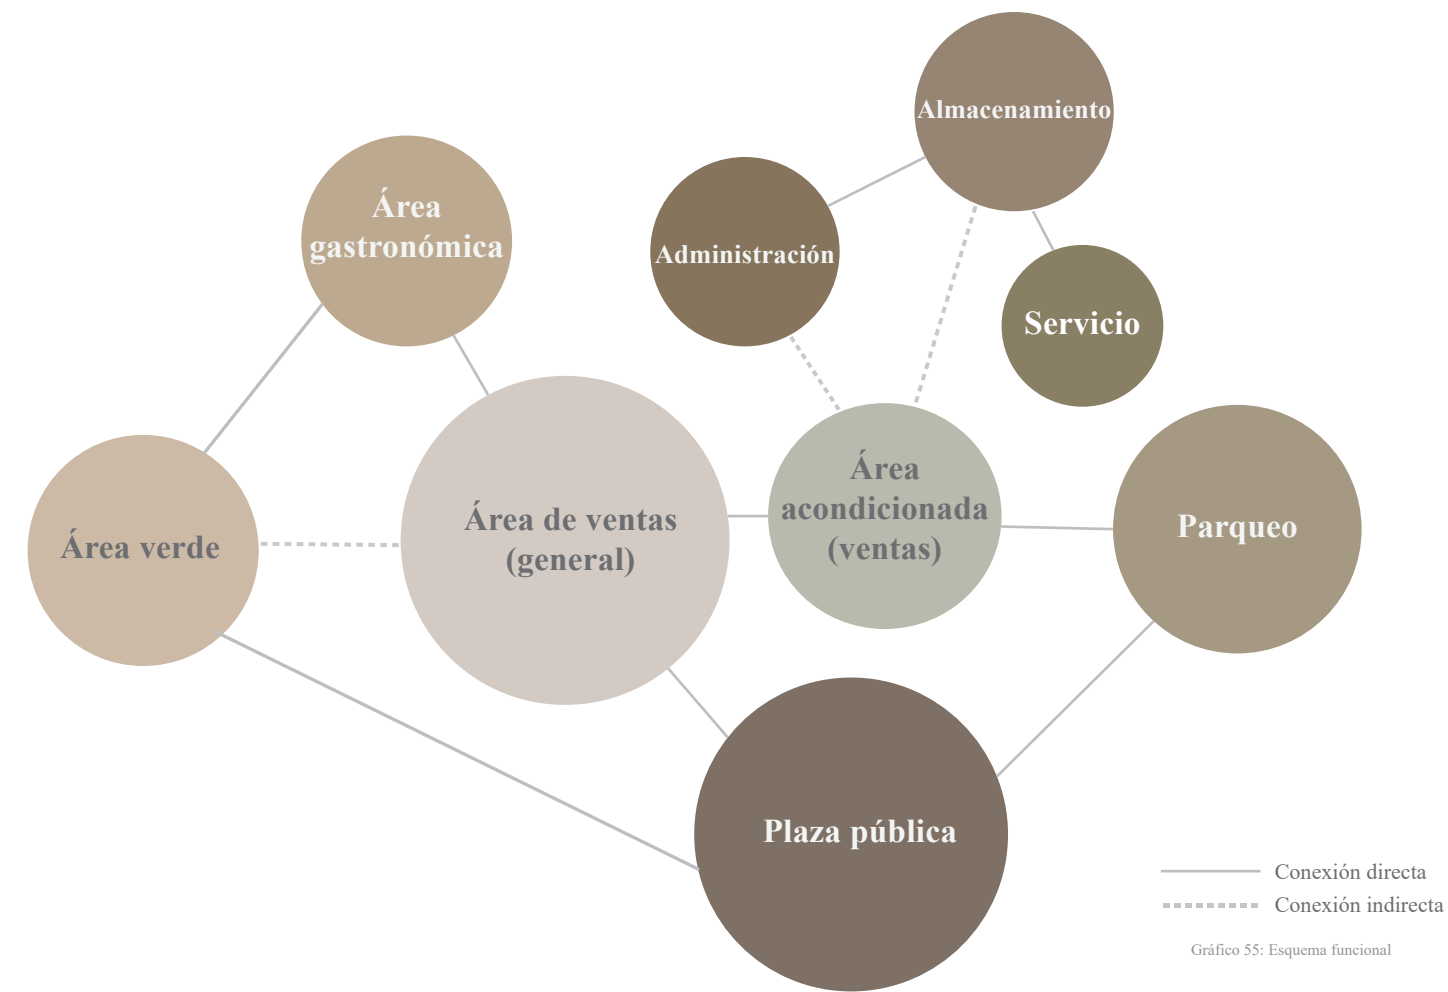 Almacenamiento
Área
gastronómica
Administración
Servicio
Área
acondicionada
(ventas)
Área de ventas
(general)
Parqueo
Área verde
Plaza pública
Conexión directa
Conexión indirecta
Gráfico 55: Esquema funcional